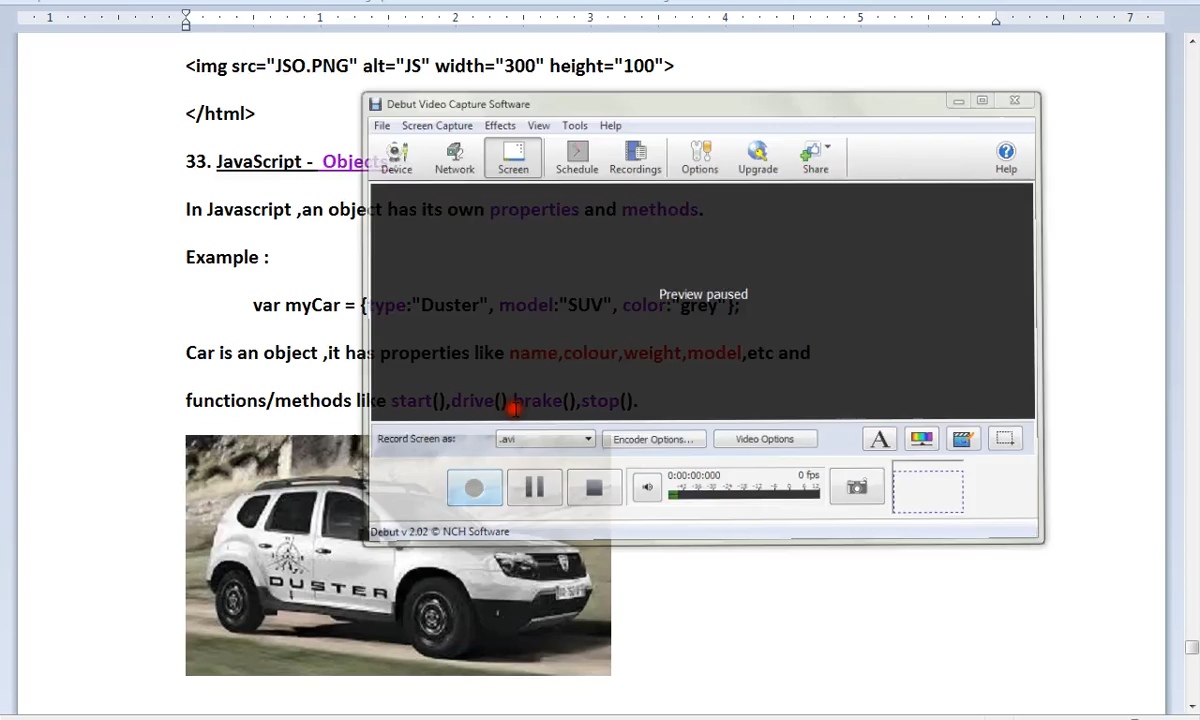 1 1 2 3 4 5 7
<img src="JSO.PNG" alt="JS" width="300" height="100">
</html>
33. JavaScript - Objects
In Javascript ,an object has its own properties and methods.
Example :
var myCar = {type:"Duster", model:"SUV", color:"grey"};
Car is an object ,it has properties like name,colour,weight,model,etc and
functions/methods like start(),drive() brake(),stop().
DUSTER
Debut Video Capture Software
File Screen Capture Effects View Tools Help
Device Network Screen Schedule Recordings Options Upgrade Share Help
Preview paused
Record Screen as: .avi Encoder Options... Video Options A
0:00:00:000 0 fps
Debut v 2.02 © NCH Software